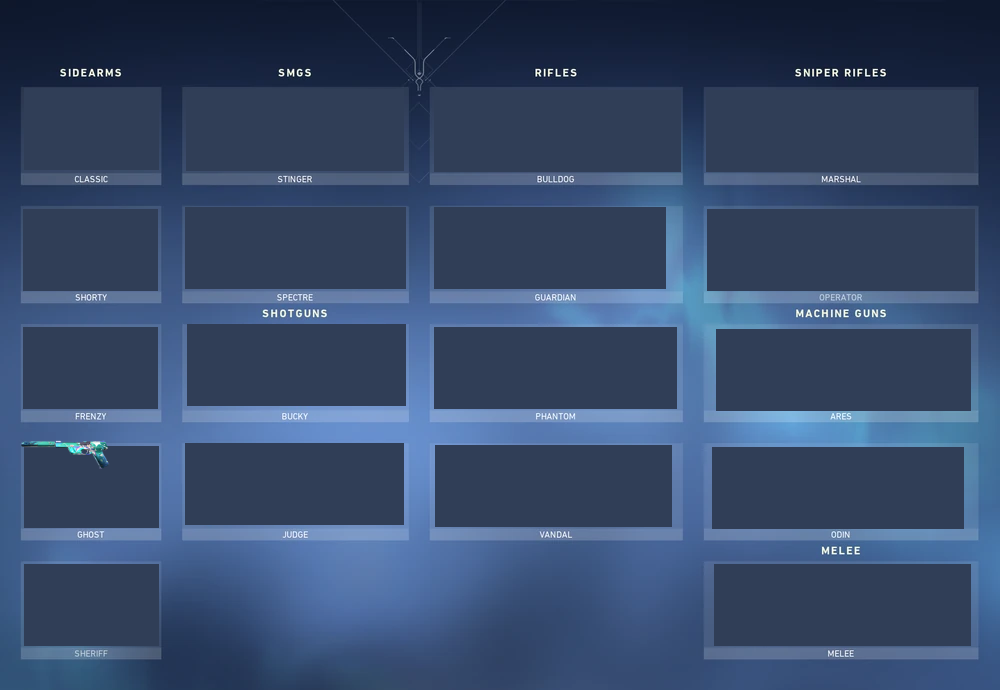 SIDEARMS
SMGS
RIFLES
SNIPER RIFLES
CLASSIC
STINGER
BULLDOG
MARSHAL
SHORTY
SPECTRE
GUARDIAN
OPERATOR
SHOTGUNS
MACHINE GUNS
FRENZY
BUCKY
PHANTOM
ARES
GHOST
JUDGE
VANDAL
ODIN
MELEE
SHERIFF
MELEE